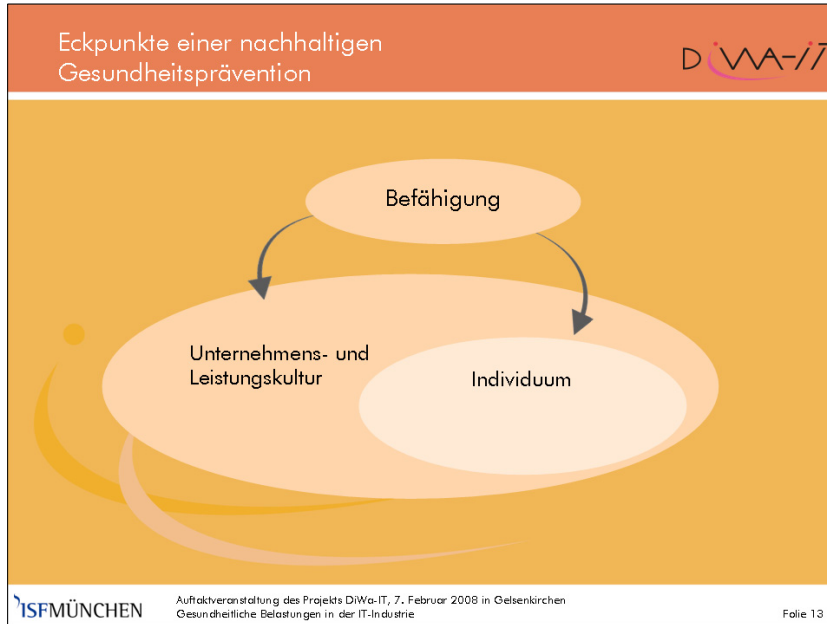 Eckpunkte einer nachhaltigen
Gesundheitsprävention
DiWA-iT
Befähigung
Unternehmens- und
Leistungskultur
Individuum
ISFMÜNCHEN
Auftaktveranstaltung des Projekts DiWa-IT, 7. Februar 2008 in Gelsenkirchen
Gesundheitliche Belastungen in der IT-Industrie
Folie 13